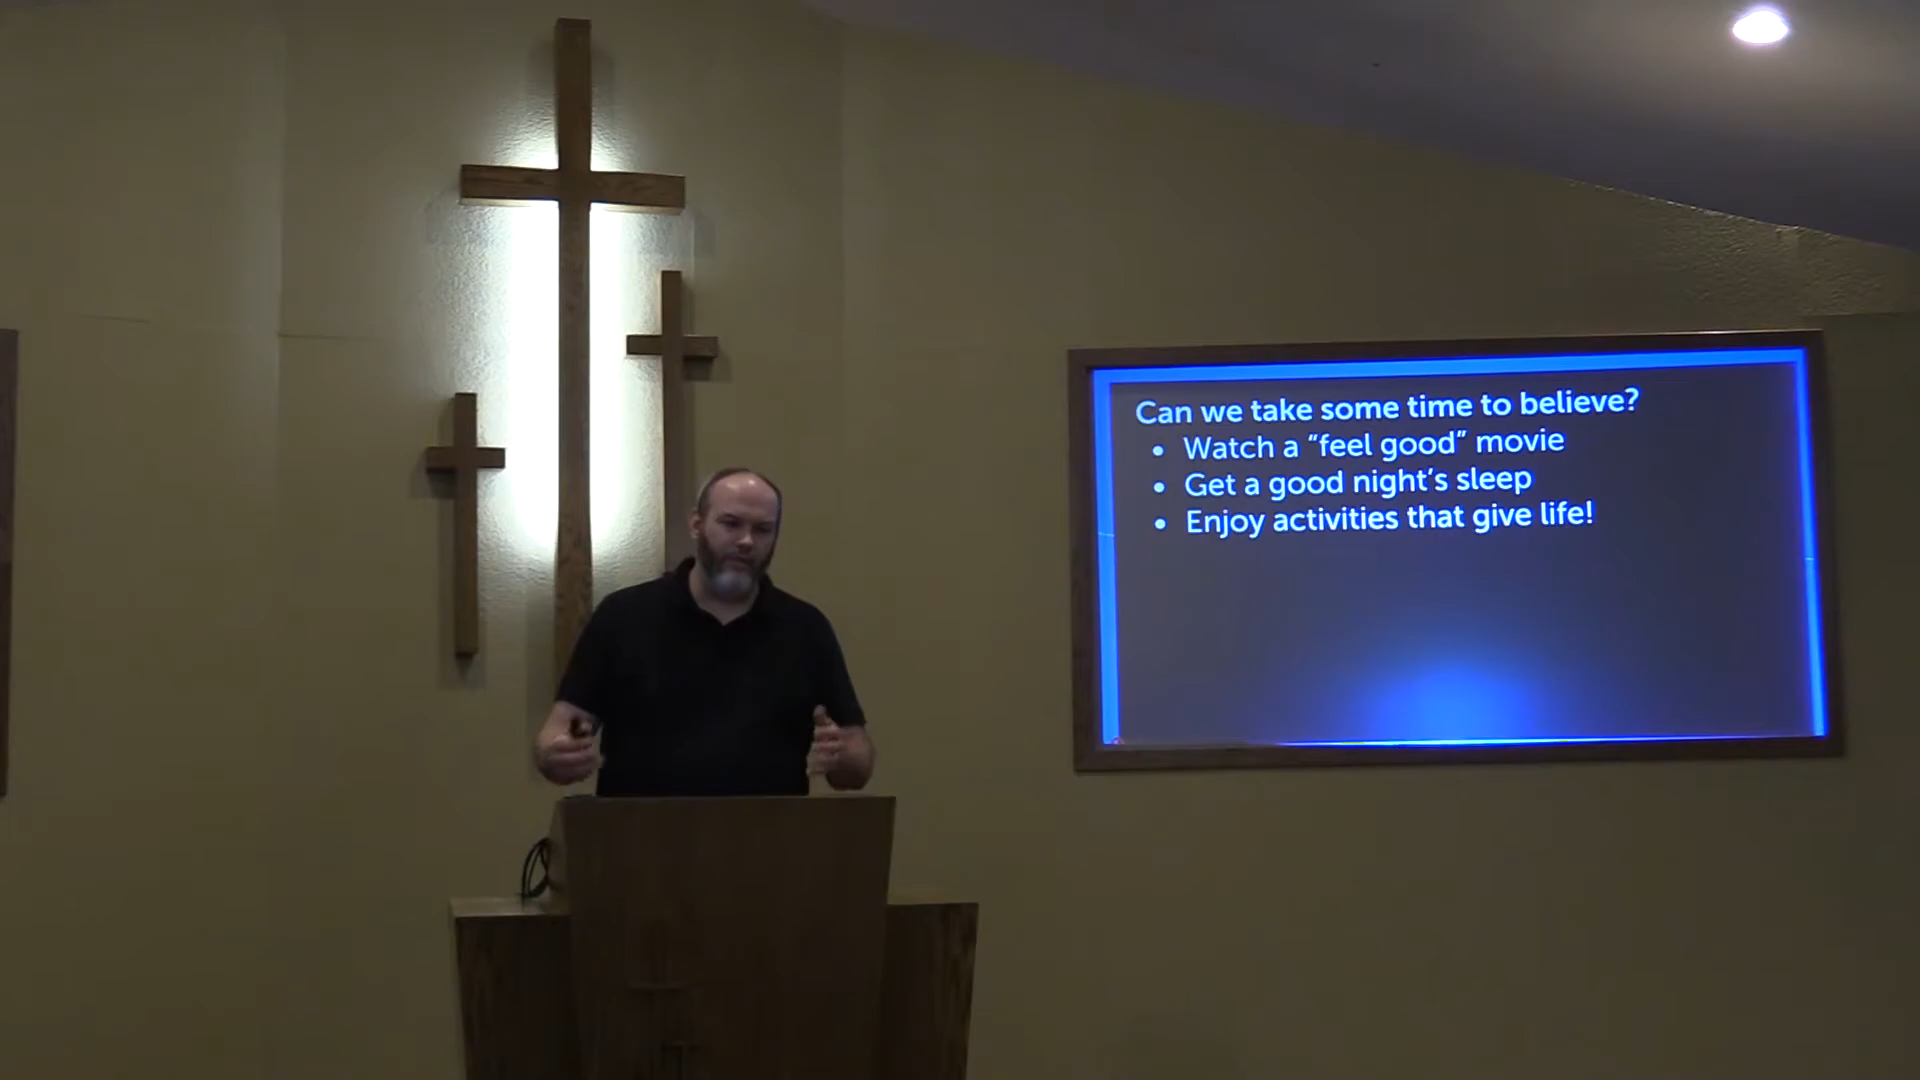 Can we take some time to believe?
• Watch a “feel good” movie
• Get a good night’s sleep
• Enjoy activities that give life!